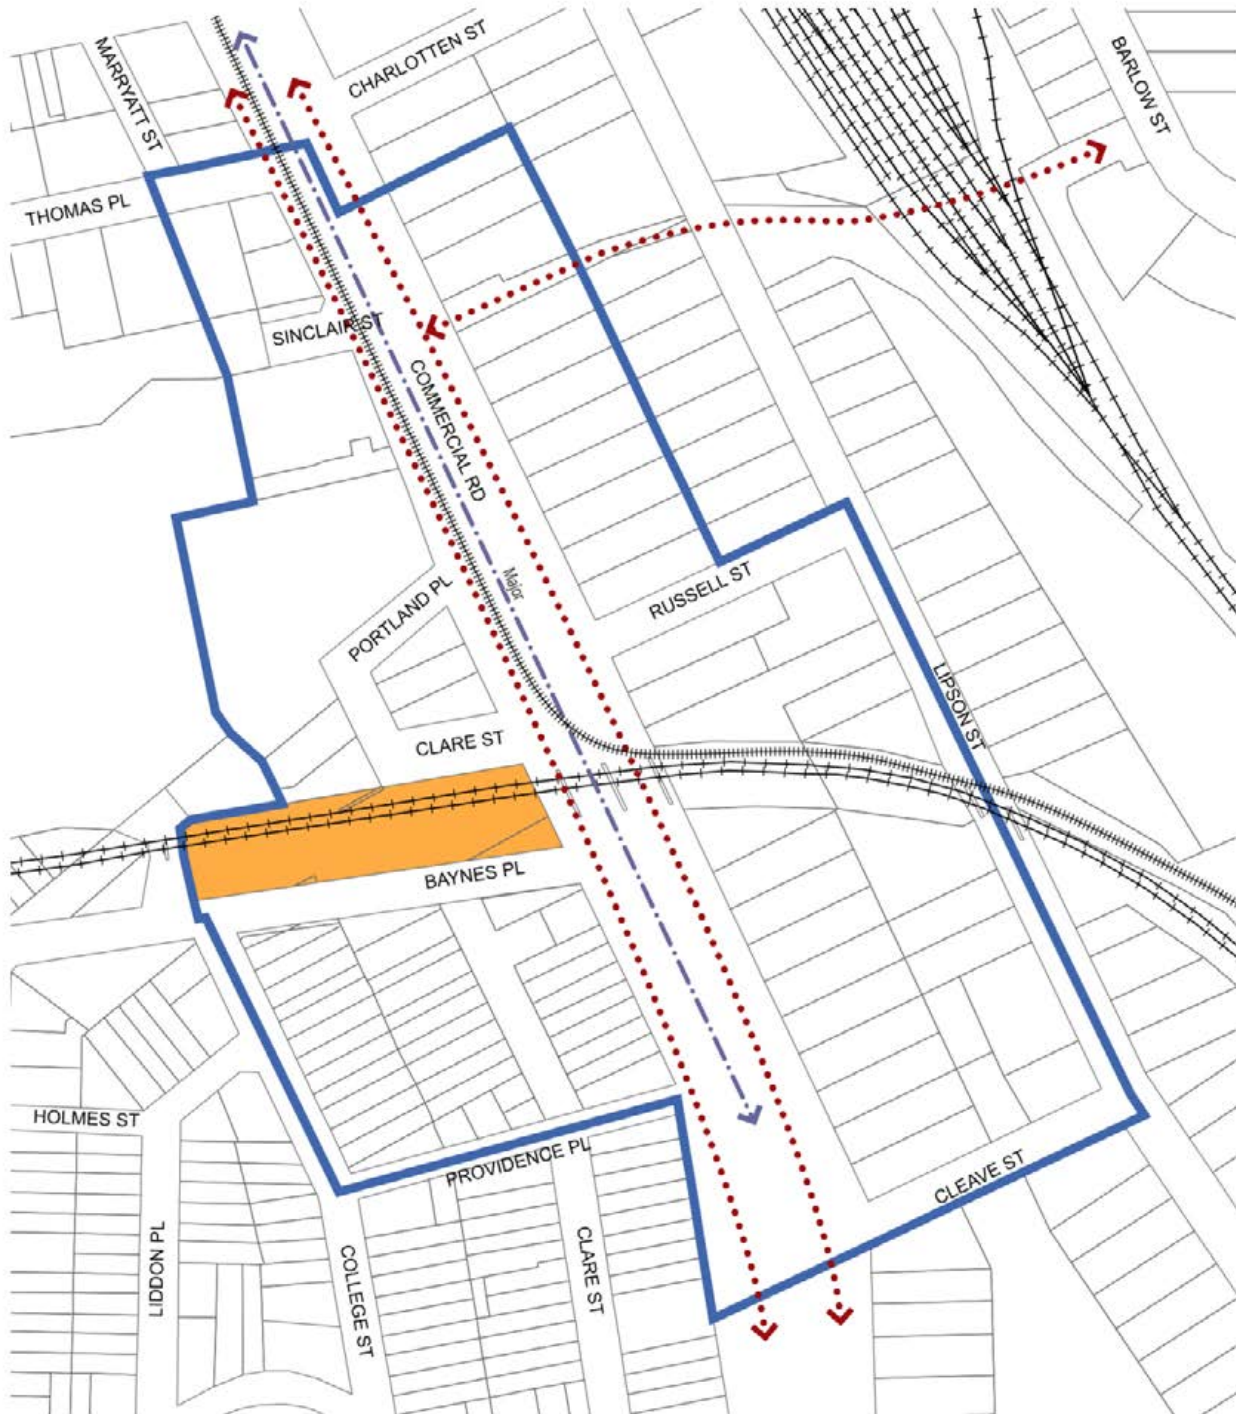 MARRYATT ST
CHARLOTTEN ST
BARLOW ST
THOMAS PL
SINCLAIR ST
COMMERCIAL RD
Major
RUSSELL ST
PORTLAND PL
LIPSON ST
CLARE ST
BAYNES PL
HOLMES ST
PROVIDENCE PL
CLEAVE ST
LIDDON PL
COLLEGE ST
CLARE ST